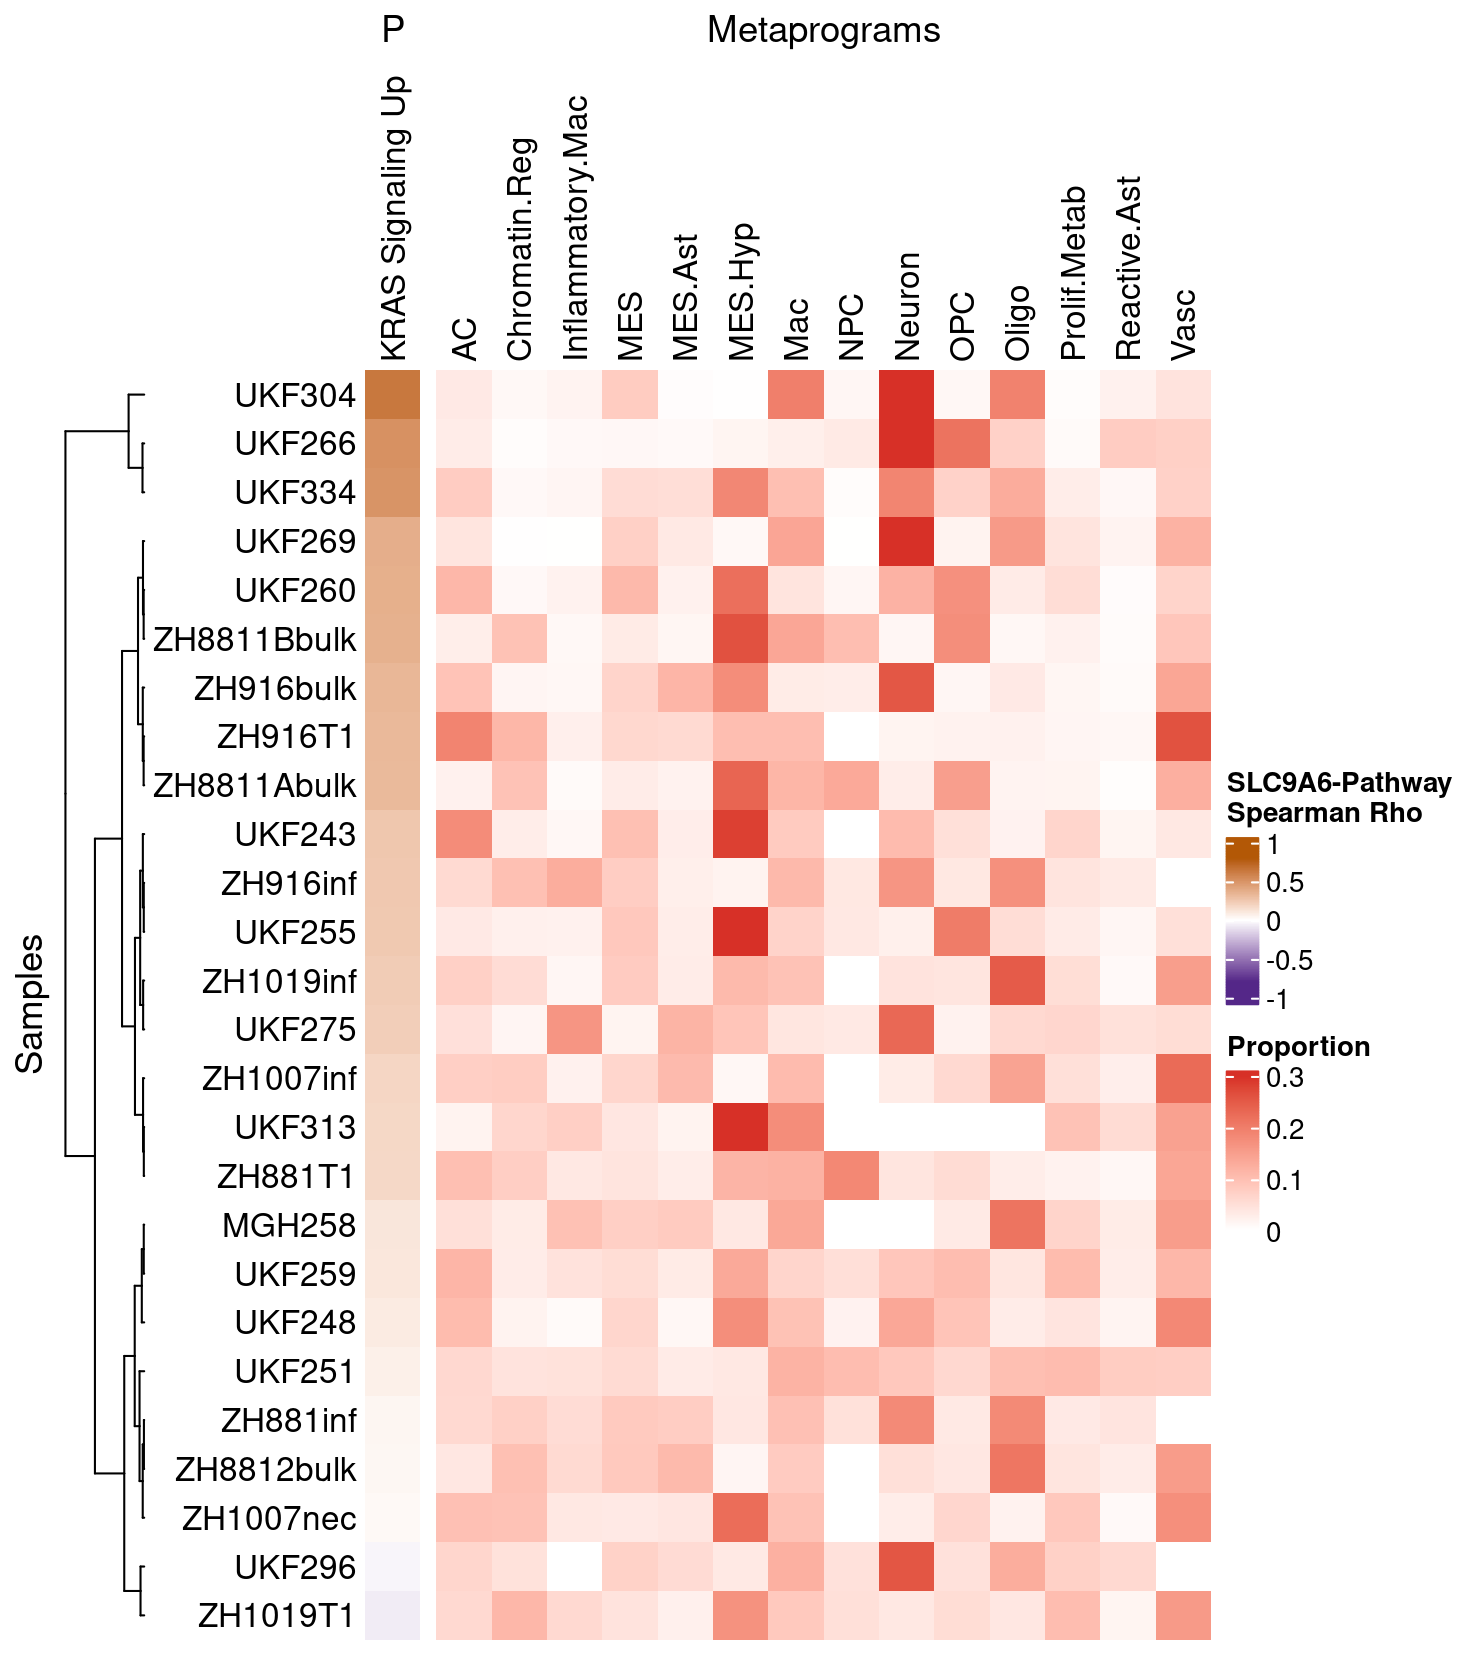 P
Metaprograms
KRAS Signaling Up
AC
Chromatin.Reg
Inflammatory.Mac
MES
MES.Ast
MES.Hyp
Mac
NPC
Neuron
OPC
Oligo
Prolif.Metab
Reactive.Ast
Vasc
Samples
UKF304
UKF266
UKF334
UKF269
UKF260
ZH8811Bbulk
ZH916bulk
ZH916T1
ZH8811Abulk
UKF243
ZH916inf
UKF255
ZH1019inf
UKF275
ZH1007inf
UKF313
ZH881T1
MGH258
UKF259
UKF248
UKF251
ZH881inf
ZH8812bulk
ZH1007nec
UKF296
ZH1019T1
SLC9A6-Pathway
Spearman Rho
1
0.5
0
-0.5
-1
Proportion
0.3
0.2
0.1
0